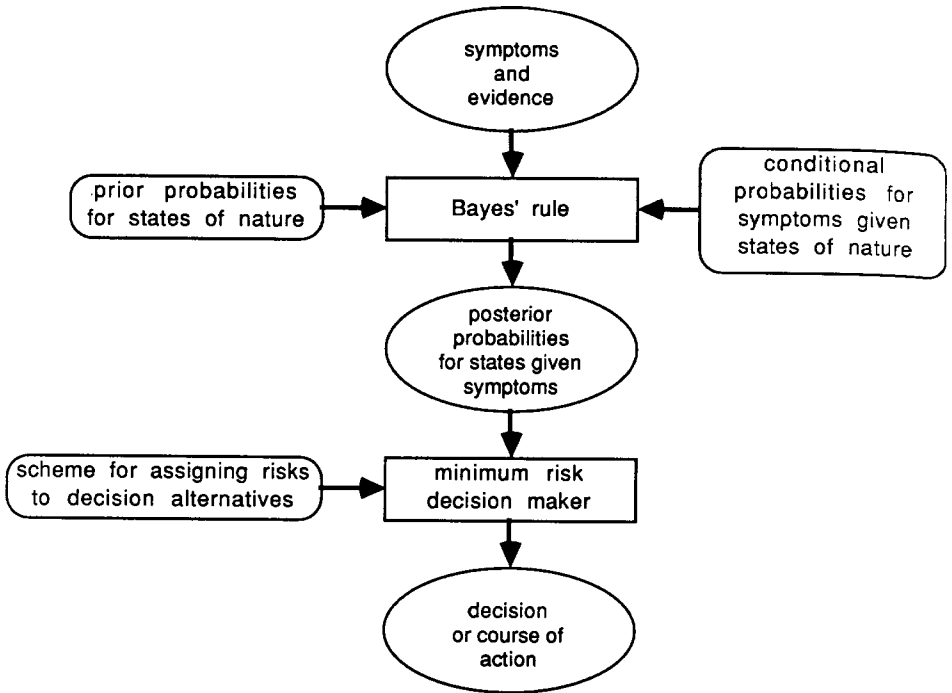 symptoms
and
evidence
prior probabilities
for states of nature
Bayes' rule
conditional
probabilities for
symptoms given
states of nature
posterior
probabilities
for states given
symptoms
scheme for assigning risks
to decision alternatives
minimum risk
decision maker
decision
or course of
action